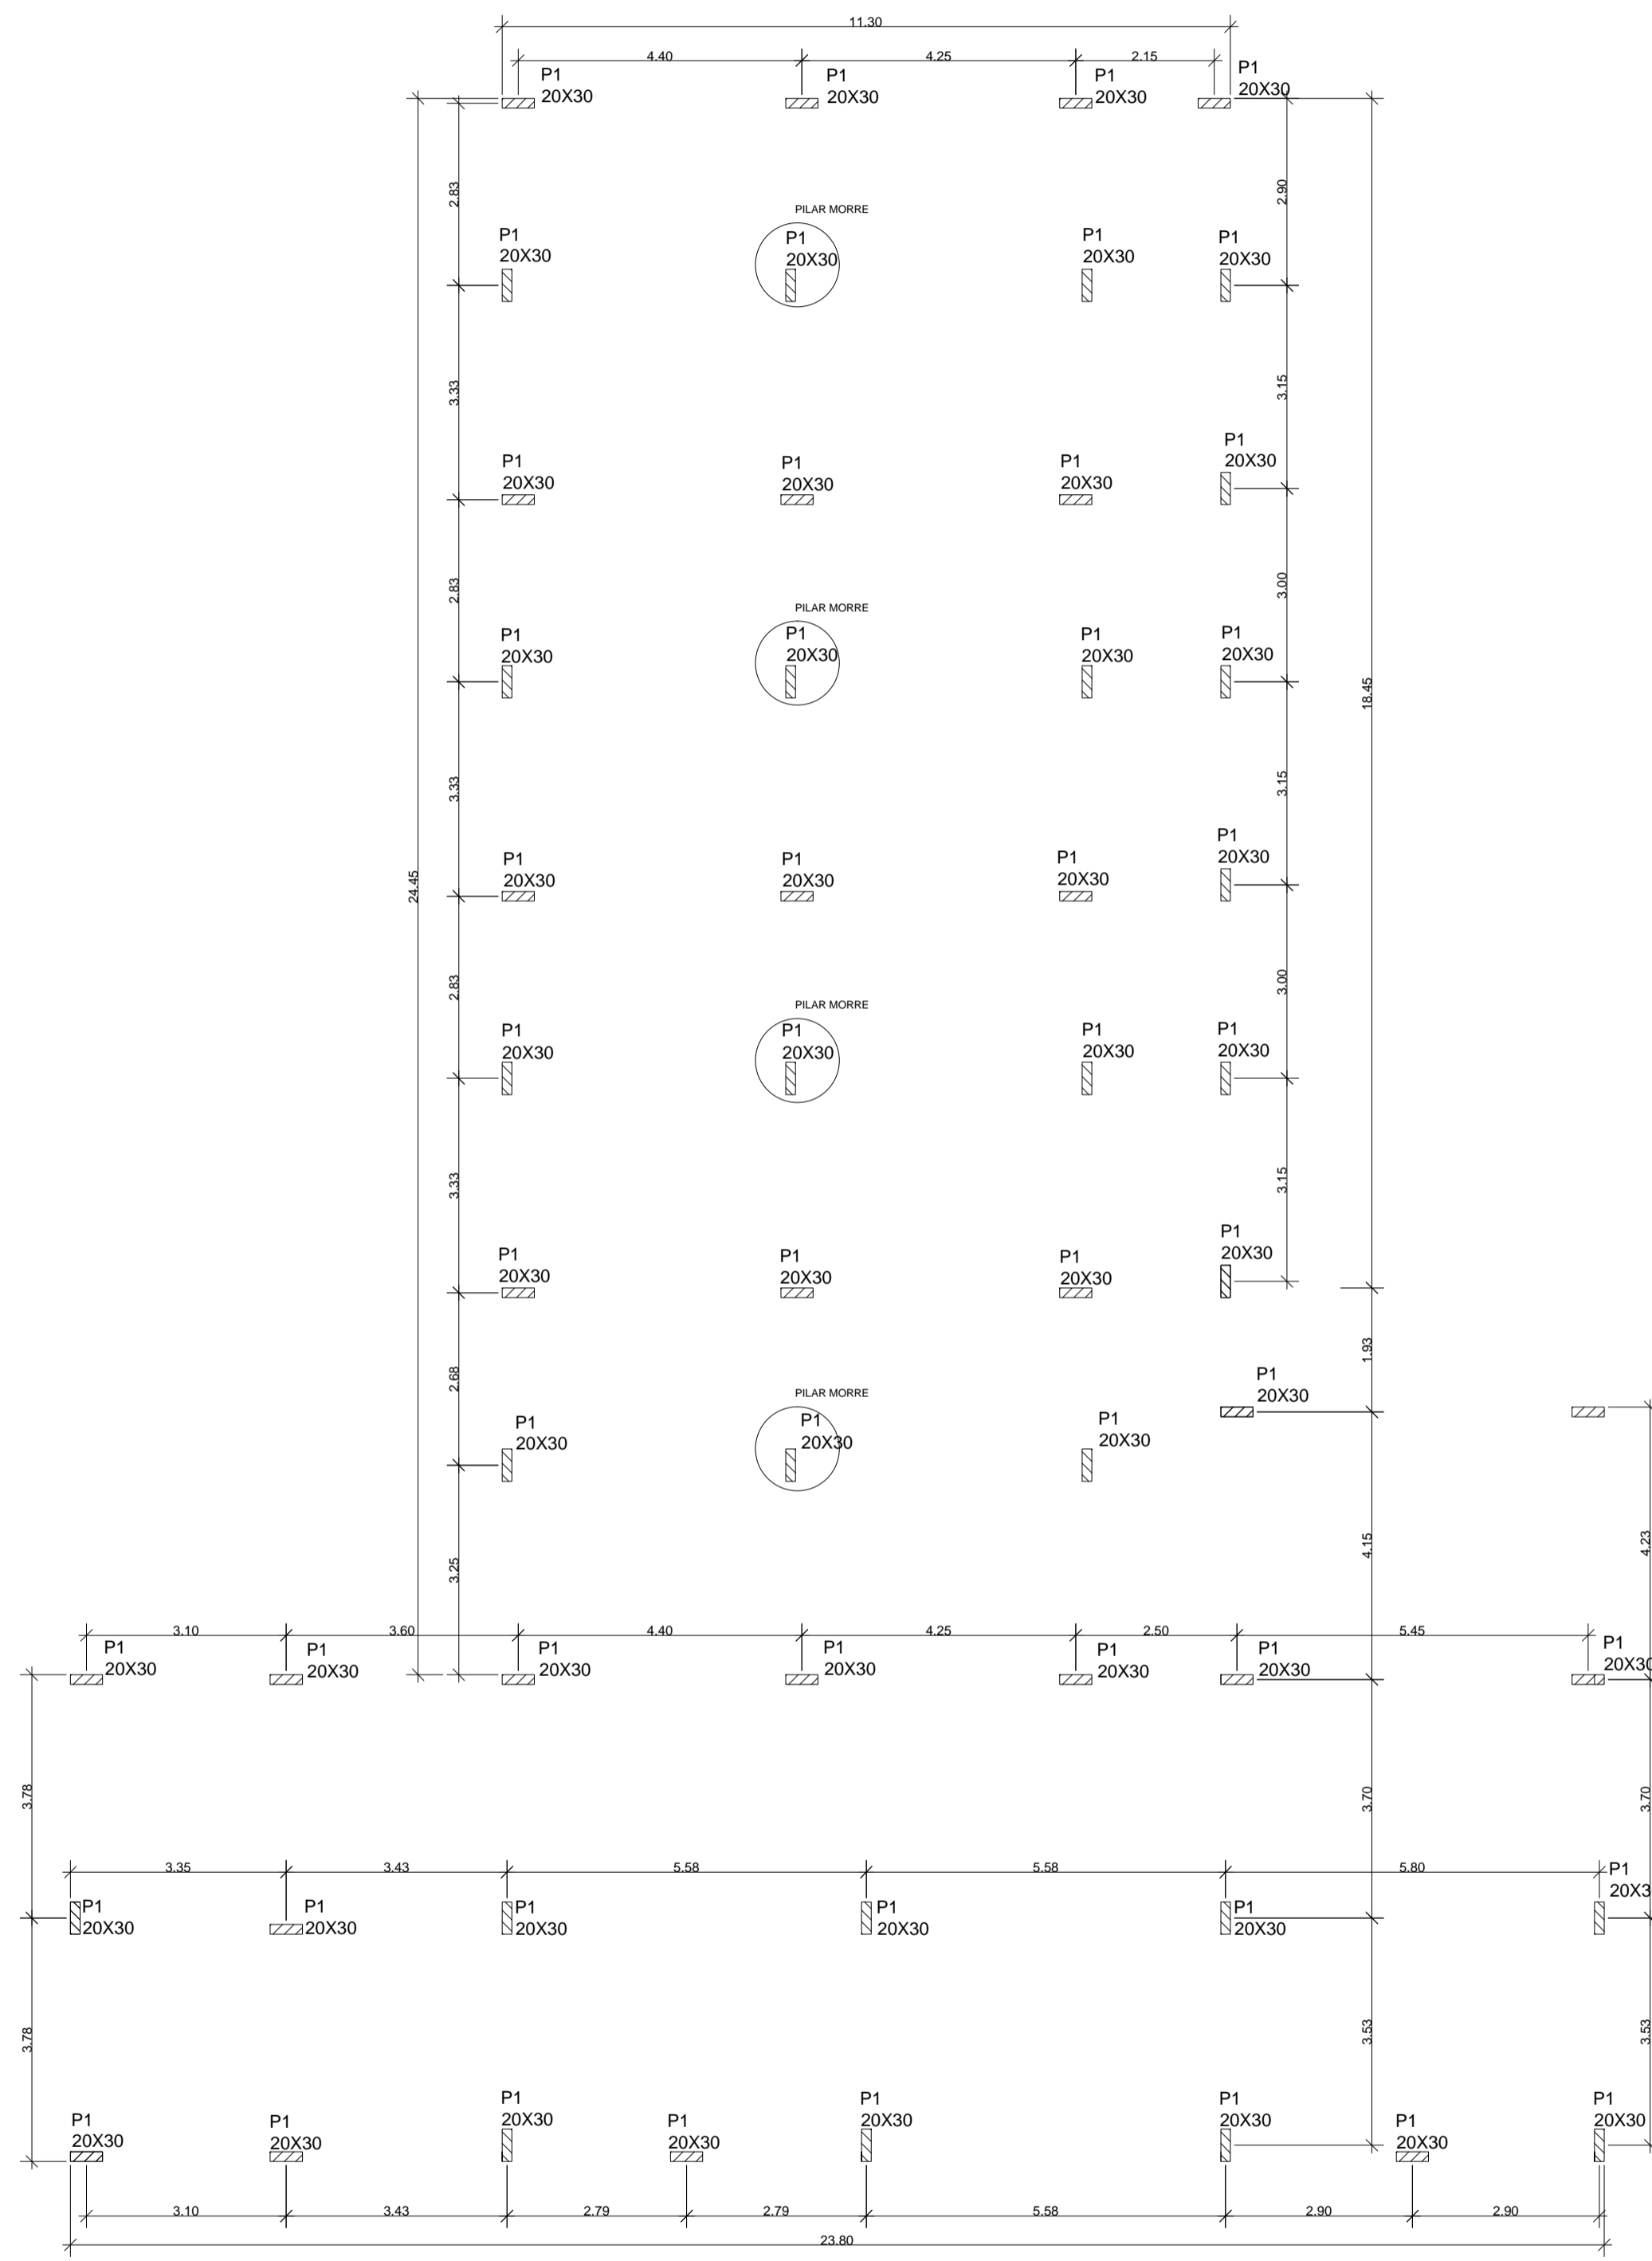 11.30
4.40
4.25
2.15
P1
20X30
P1
20X30
P1
20X30
P1
20X30
2.83
2.90
PILAR MORRE
P1
20X30
P1
20X30
P1
20X30
P1
20X30
3.33
3.15
P1
20X30
P1
20X30
P1
20X30
P1
20X30
2.83
3.00
PILAR MORRE
P1
20X30
P1
20X30
P1
20X30
P1
20X30
18.45
3.33
3.15
24.45
P1
20X30
P1
20X30
P1
20X30
P1
20X30
2.83
3.00
PILAR MORRE
P1
20X30
P1
20X30
P1
20X30
P1
20X30
3.33
3.15
P1
20X30
P1
20X30
P1
20X30
P1
20X30
2.68
1.93
P1
20X30
PILAR MORRE
P1
20X30
P1
20X30
P1
20X30
3.25
4.15
4.23
3.10
3.60
4.40
4.25
2.50
5.45
P1
20X30
P1
20X30
P1
20X30
P1
20X30
P1
20X30
P1
20X30
P1
20X30
3.78
3.70
3.70
3.35
3.43
5.58
5.58
5.80
P1
20X30
P1
20X30
P1
20X30
P1
20X30
P1
20X30
P1
20X3
3.78
3.53
3.53
P1
20X30
P1
20X30
P1
20X30
P1
20X30
P1
20X30
P1
20X30
P1
20X30
P1
20X30
3.10
3.43
2.79
2.79
5.58
2.90
2.90
23.80